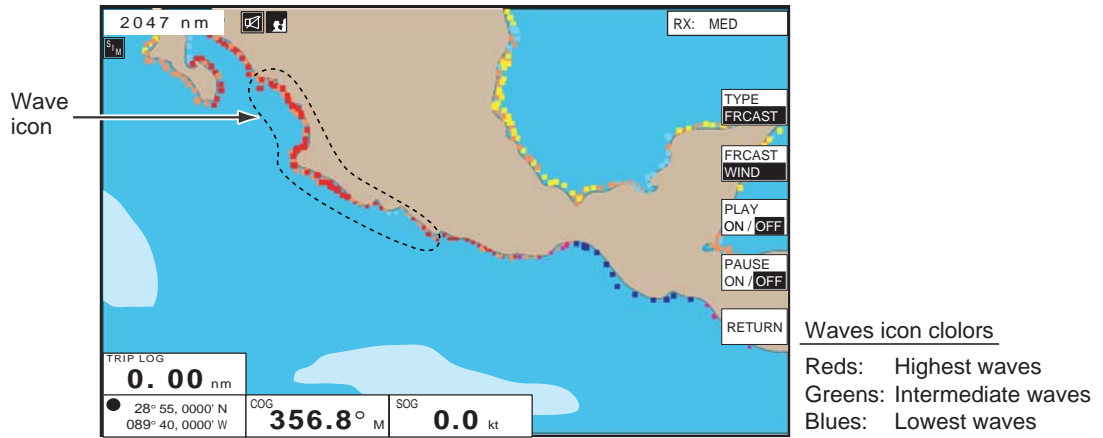 2047 nm
RX: MED
SIM
Wave
icon
TYPE
FRCAST
FRCAST
WIND
PLAY
ON / OFF
PAUSE
ON / OFF
RETURN
TRIP LOG
0. 00 nm
28° 55, 0000' N
089° 40, 0000' W
COG
356.8° M
SOG
0.0 kt
Waves icon clolors
Reds: Highest waves
Greens: Intermediate waves
Blues: Lowest waves